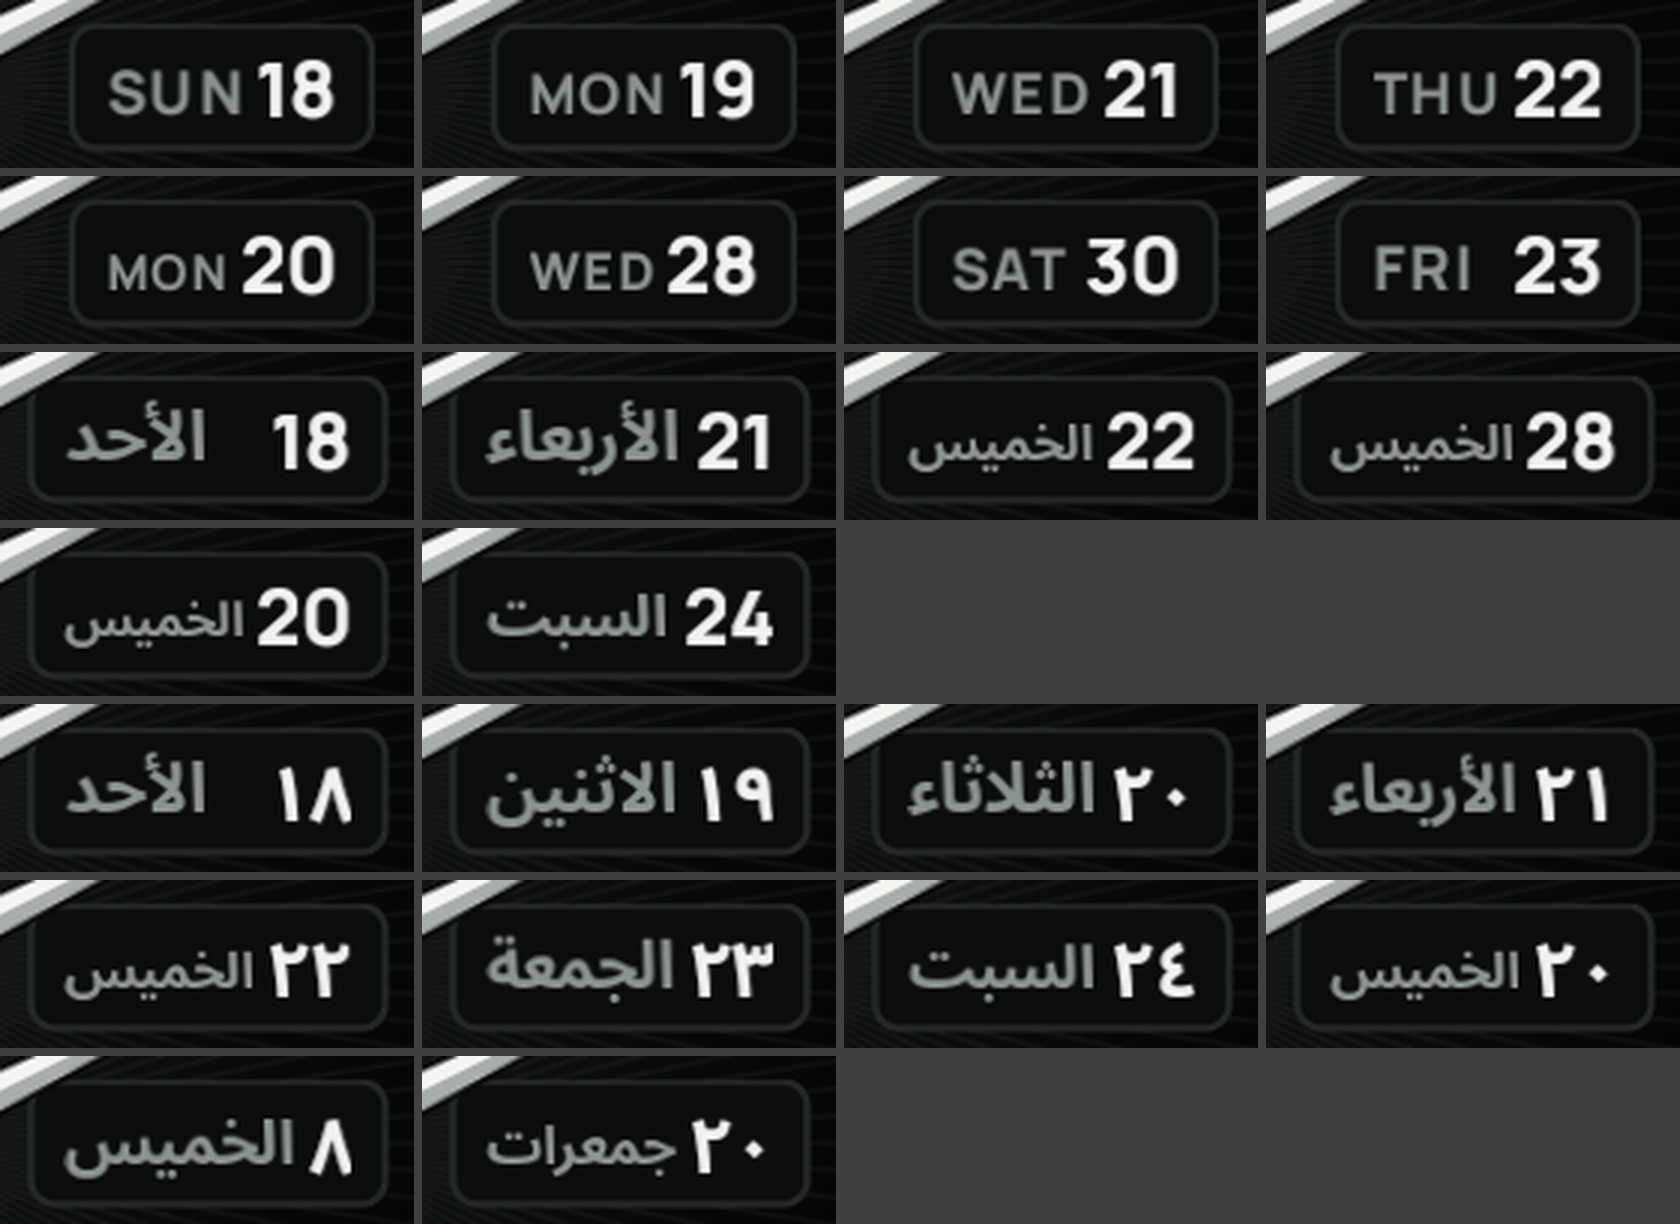 SUN 18
MON 19
WED 21
THU 22
MON 20
WED 28
SAT 30
FRI 23
الأحد 18
الأربعاء 21
الخميس 22
الخميس 28
الخميس 20
السبت 24
الأحد ١٨
الاثنين ١٩
الثلاثاء ٢٠
الأربعاء ٢١
الخميس ٢٢
الجمعة ٢٣
السبت ٢٤
الخميس ٢٠
الخميس ٨
جمعرات ٢٠